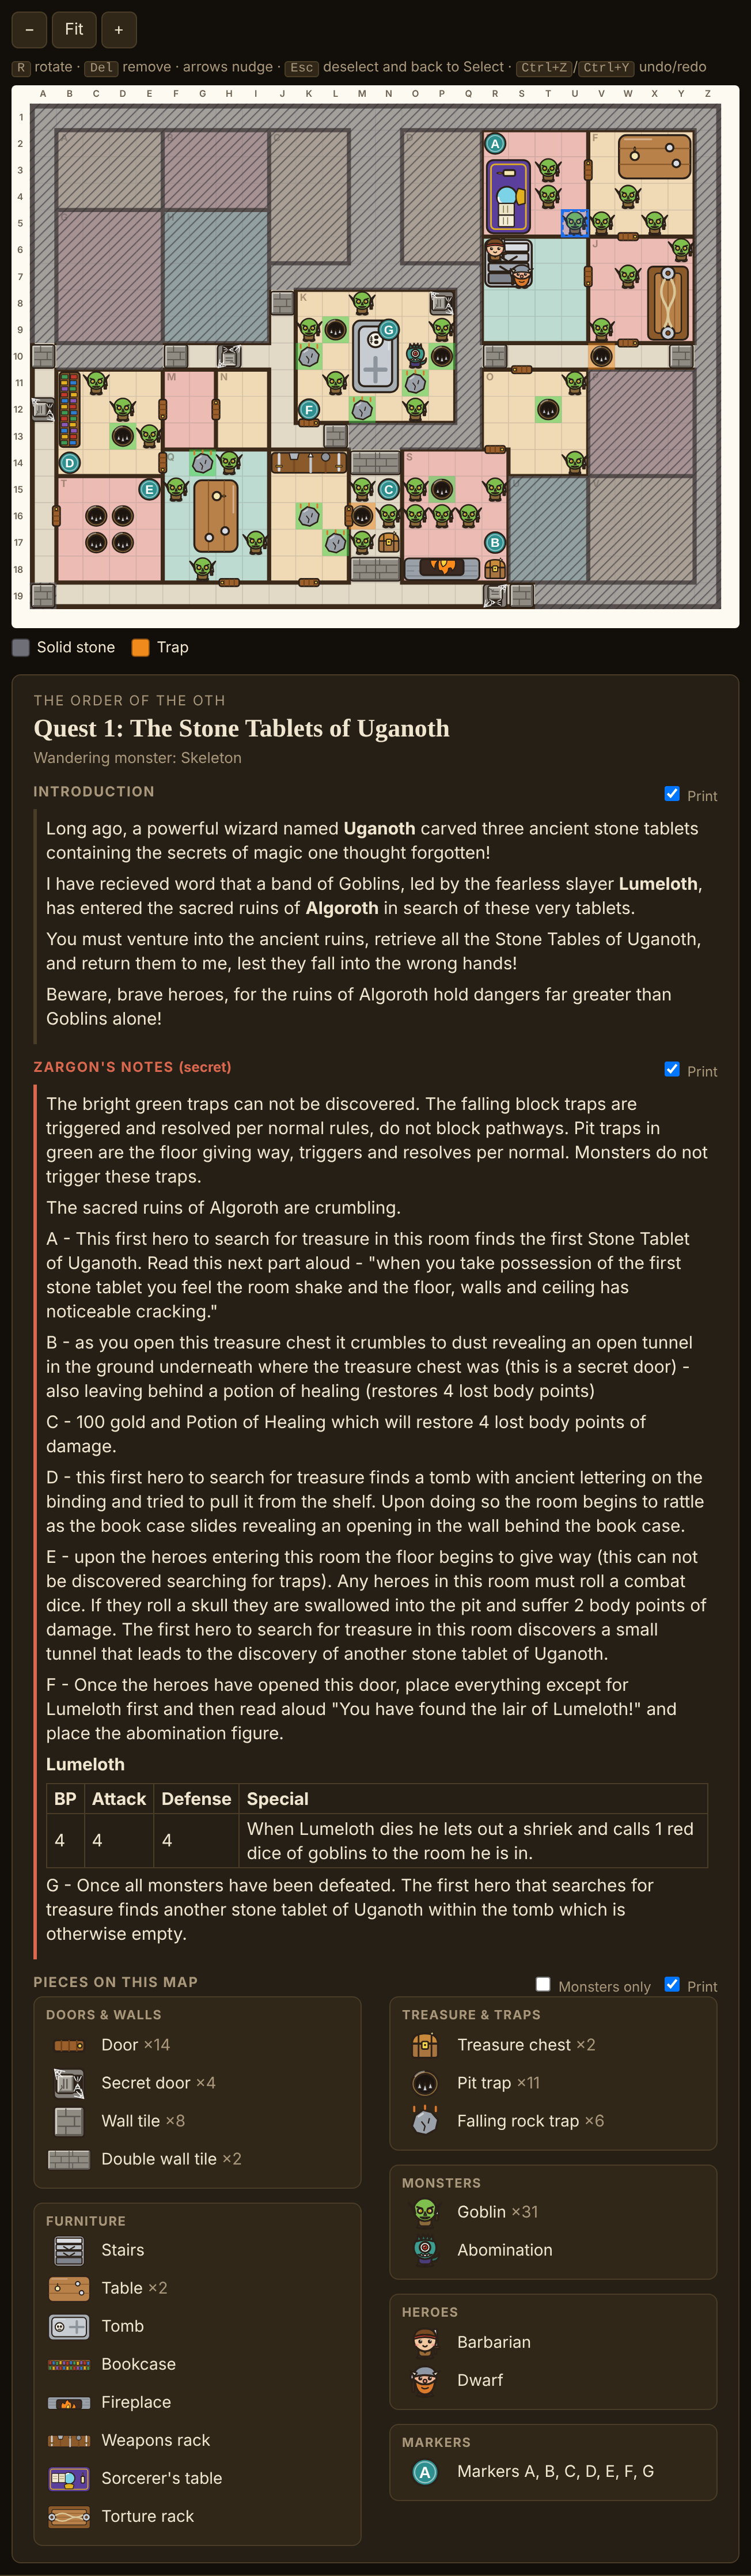 − Fit +
R rotate · Del remove · arrows nudge · Esc deselect and back to Select · Ctrl+Z/Ctrl+Y undo/redo
A B C D E F G H I J K L M N O P Q R S T U V W X Y Z
1
2
3
4
5
6
7
8
9
10
11
12
13
14
15
16
17
18
19
A
F
J
K
G
F
M N
O
D
Q
S
T
E
C
B
Solid stone Trap
THE ORDER OF THE OTH
Quest 1: The Stone Tablets of Uganoth
Wandering monster: Skeleton
INTRODUCTION Print
Long ago, a powerful wizard named Uganoth carved three ancient stone tablets
containing the secrets of magic one thought forgotten!
I have recieved word that a band of Goblins, led by the fearless slayer Lumeloth,
has entered the sacred ruins of Algoroth in search of these very tablets.
You must venture into the ancient ruins, retrieve all the Stone Tables of Uganoth,
and return them to me, lest they fall into the wrong hands!
Beware, brave heroes, for the ruins of Algoroth hold dangers far greater than
Goblins alone!
ZARGON'S NOTES (secret) Print
The bright green traps can not be discovered. The falling block traps are
triggered and resolved per normal rules, do not block pathways. Pit traps in
green are the floor giving way, triggers and resolves per normal. Monsters do not
trigger these traps.
The sacred ruins of Algoroth are crumbling.
A - This first hero to search for treasure in this room finds the first Stone Tablet
of Uganoth. Read this next part aloud - "when you take possession of the first
stone tablet you feel the room shake and the floor, walls and ceiling has
noticeable cracking."
B - as you open this treasure chest it crumbles to dust revealing an open tunnel
in the ground underneath where the treasure chest was (this is a secret door) -
also leaving behind a potion of healing (restores 4 lost body points)
C - 100 gold and Potion of Healing which will restore 4 lost body points of
damage.
D - this first hero to search for treasure finds a tomb with ancient lettering on the
binding and tried to pull it from the shelf. Upon doing so the room begins to rattle
as the book case slides revealing an opening in the wall behind the book case.
E - upon the heroes entering this room the floor begins to give way (this can not
be discovered searching for traps). Any heroes in this room must roll a combat
dice. If they roll a skull they are swallowed into the pit and suffer 2 body points of
damage. The first hero to search for treasure in this room discovers a small
tunnel that leads to the discovery of another stone tablet of Uganoth.
F - Once the heroes have opened this door, place everything except for
Lumeloth first and then read aloud "You have found the lair of Lumeloth!" and
place the abomination figure.
Lumeloth
BP Attack Defense Special
4 4 4 When Lumeloth dies he lets out a shriek and calls 1 red
dice of goblins to the room he is in.
G - Once all monsters have been defeated. The first hero that searches for
treasure finds another stone tablet of Uganoth within the tomb which is
otherwise empty.
PIECES ON THIS MAP Monsters only Print
DOORS & WALLS
Door ×14
Secret door ×4
Wall tile ×8
Double wall tile ×2
FURNITURE
Stairs
Table ×2
Tomb
Bookcase
Fireplace
Weapons rack
Sorcerer's table
Torture rack
TREASURE & TRAPS
Treasure chest ×2
Pit trap ×11
Falling rock trap ×6
MONSTERS
Goblin ×31
Abomination
HEROES
Barbarian
Dwarf
MARKERS
A Markers A, B, C, D, E, F, G